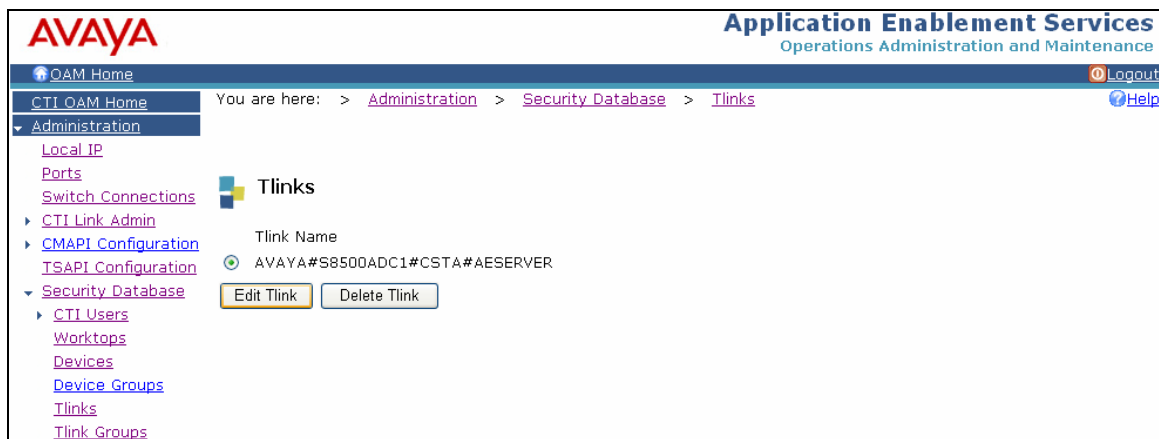 AVAYA
Application Enablement Services
Operations Administration and Maintenance
OAM Home
Logout
CTI OAM Home
You are here: > Administration > Security Database > Tlinks
Help
Administration
Local IP
Ports
Switch Connections
CTI Link Admin
CMAPI Configuration
TSAPI Configuration
Security Database
CTI Users
Worktops
Devices
Device Groups
Tlinks
Tlink Groups
Tlinks
Tlink Name
AVAYA#S8500ADC1#CSTA#AESERVER
Edit Tlink
Delete Tlink